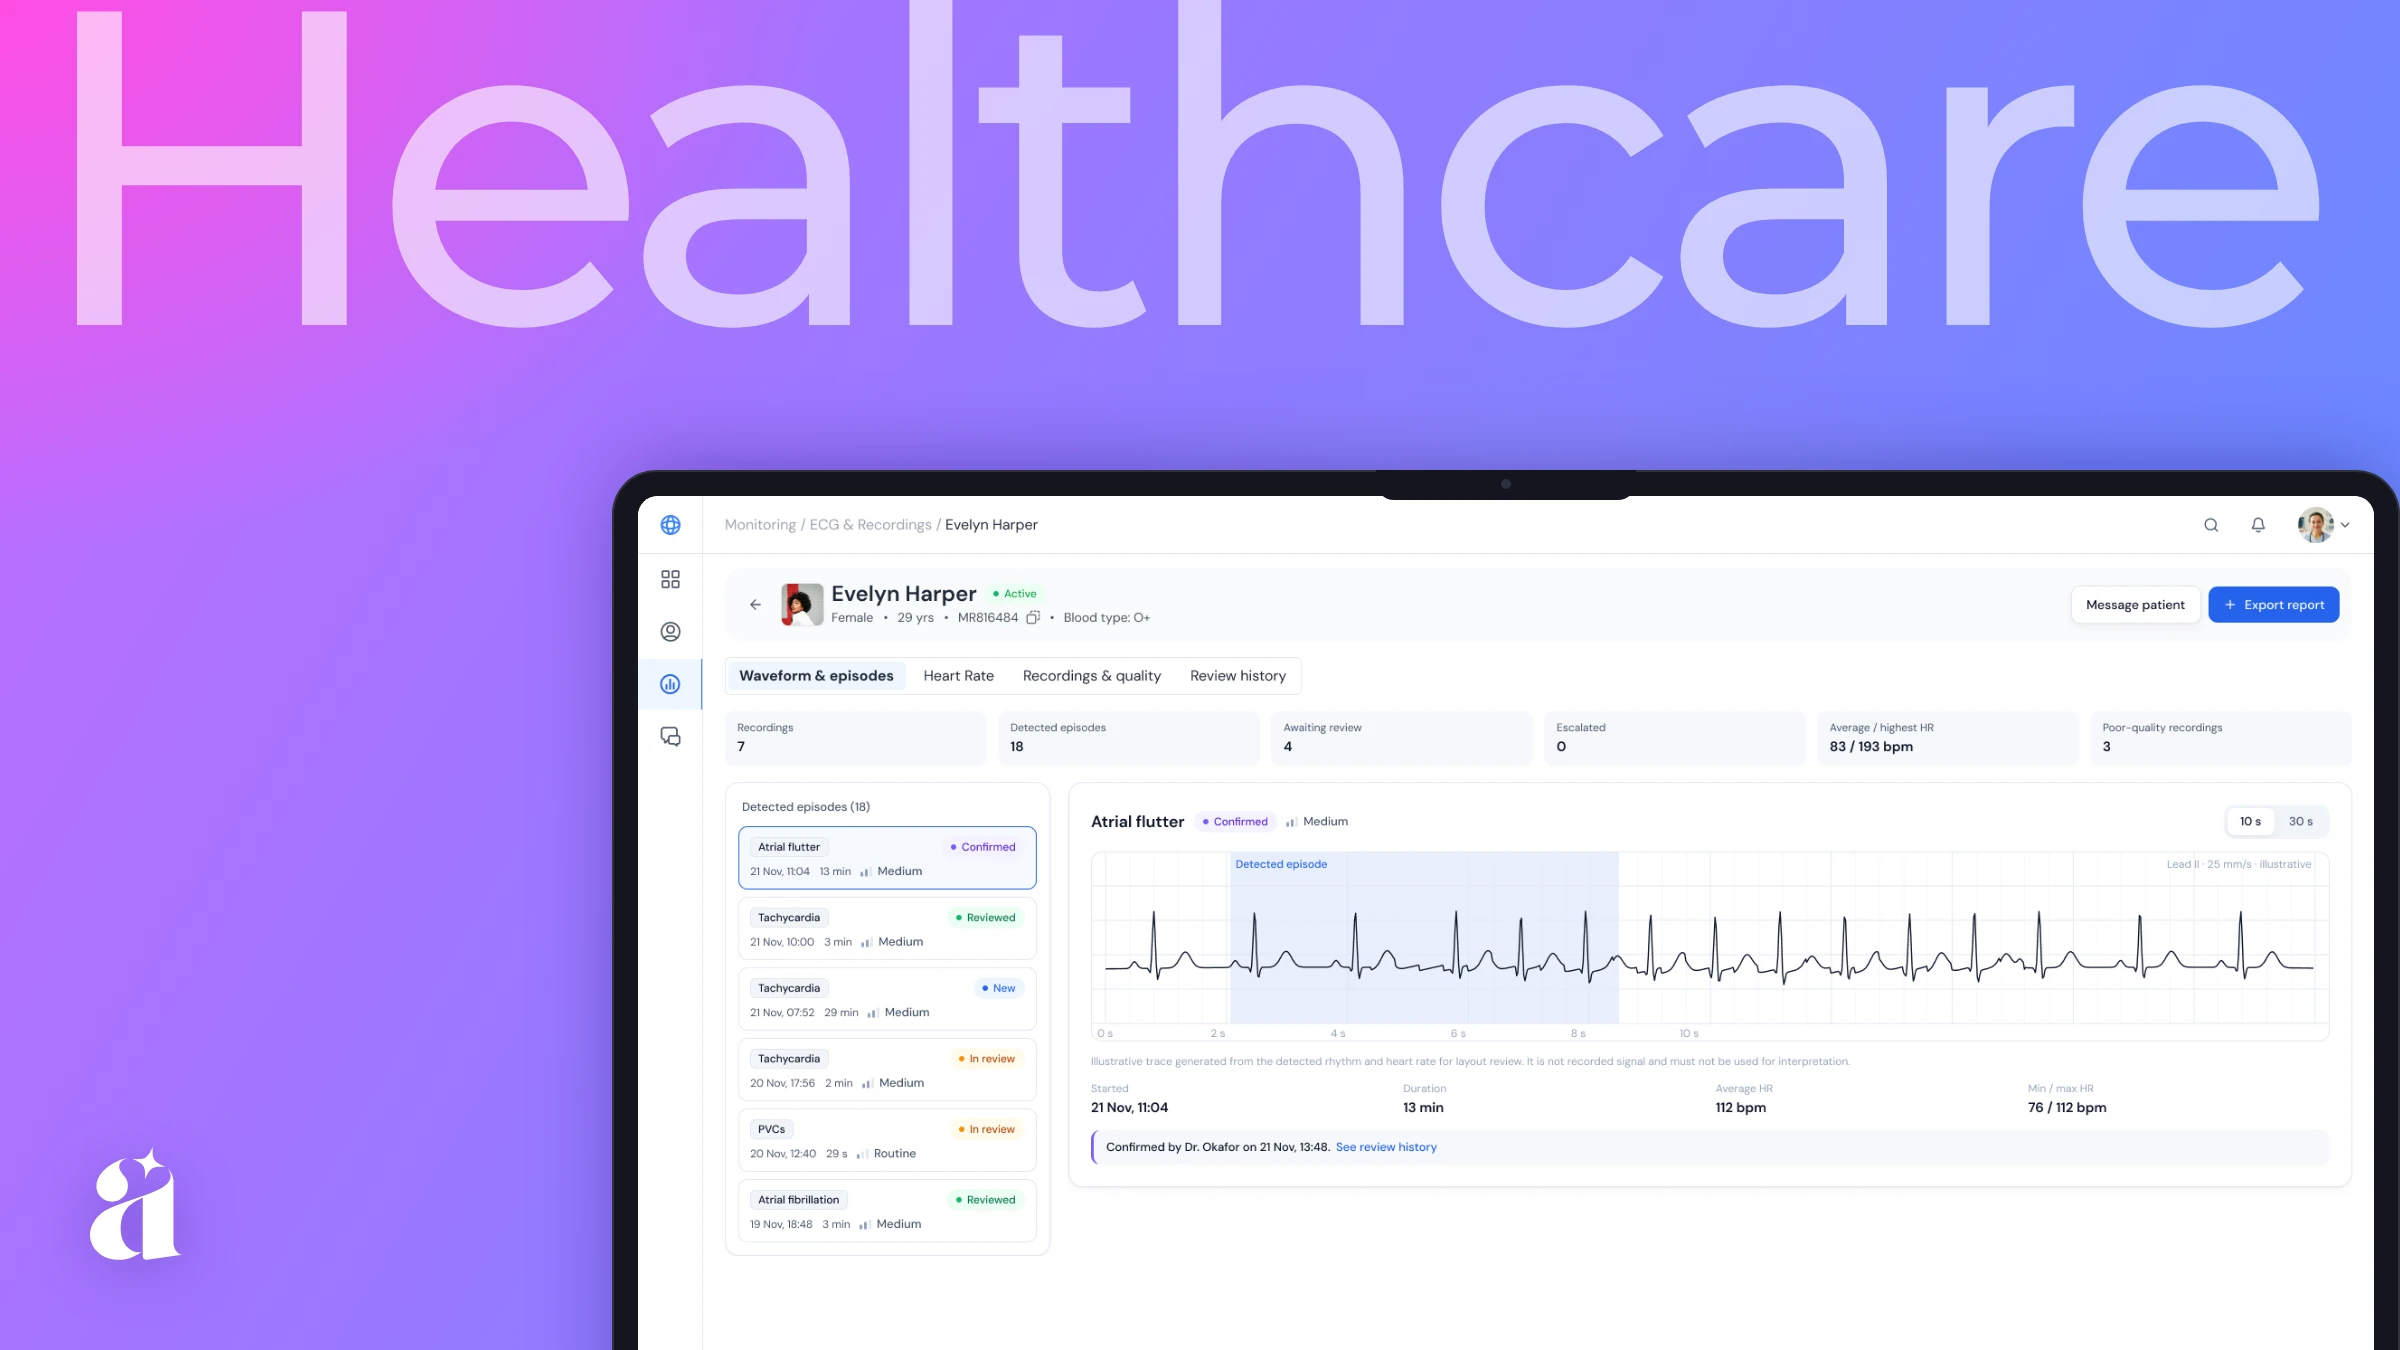 Healthcare
Monitoring / ECG & Recordings / Evelyn Harper
Evelyn Harper
Active
Female • 29 yrs • MR816484 • Blood type: O+
Message patient
+ Export report
Waveform & episodes
Heart Rate
Recordings & quality
Review history
Recordings
7
Detected episodes
18
Awaiting review
4
Escalated
0
Average / highest HR
83 / 193 bpm
Poor-quality recordings
3
Detected episodes (18)
Atrial flutter
Confirmed
21 Nov, 11:04 13 min Medium
Tachycardia
Reviewed
21 Nov, 10:00 3 min Medium
Tachycardia
New
21 Nov, 07:52 29 min Medium
Tachycardia
In review
20 Nov, 17:56 2 min Medium
PVCs
In review
20 Nov, 12:40 29 s Routine
Atrial fibrillation
Reviewed
19 Nov, 18:48 3 min Medium
Atrial flutter
Confirmed
Medium
10 s
30 s
Detected episode
Lead II · 25 mm/s · illustrative
0 s 2 s 4 s 6 s 8 s 10 s
Illustrative trace generated from the detected rhythm and heart rate for layout review. It is not recorded signal and must not be used for interpretation.
Started
21 Nov, 11:04
Duration
13 min
Average HR
112 bpm
Min / max HR
76 / 112 bpm
Confirmed by Dr. Okafor on 21 Nov, 13:48. See review history
a